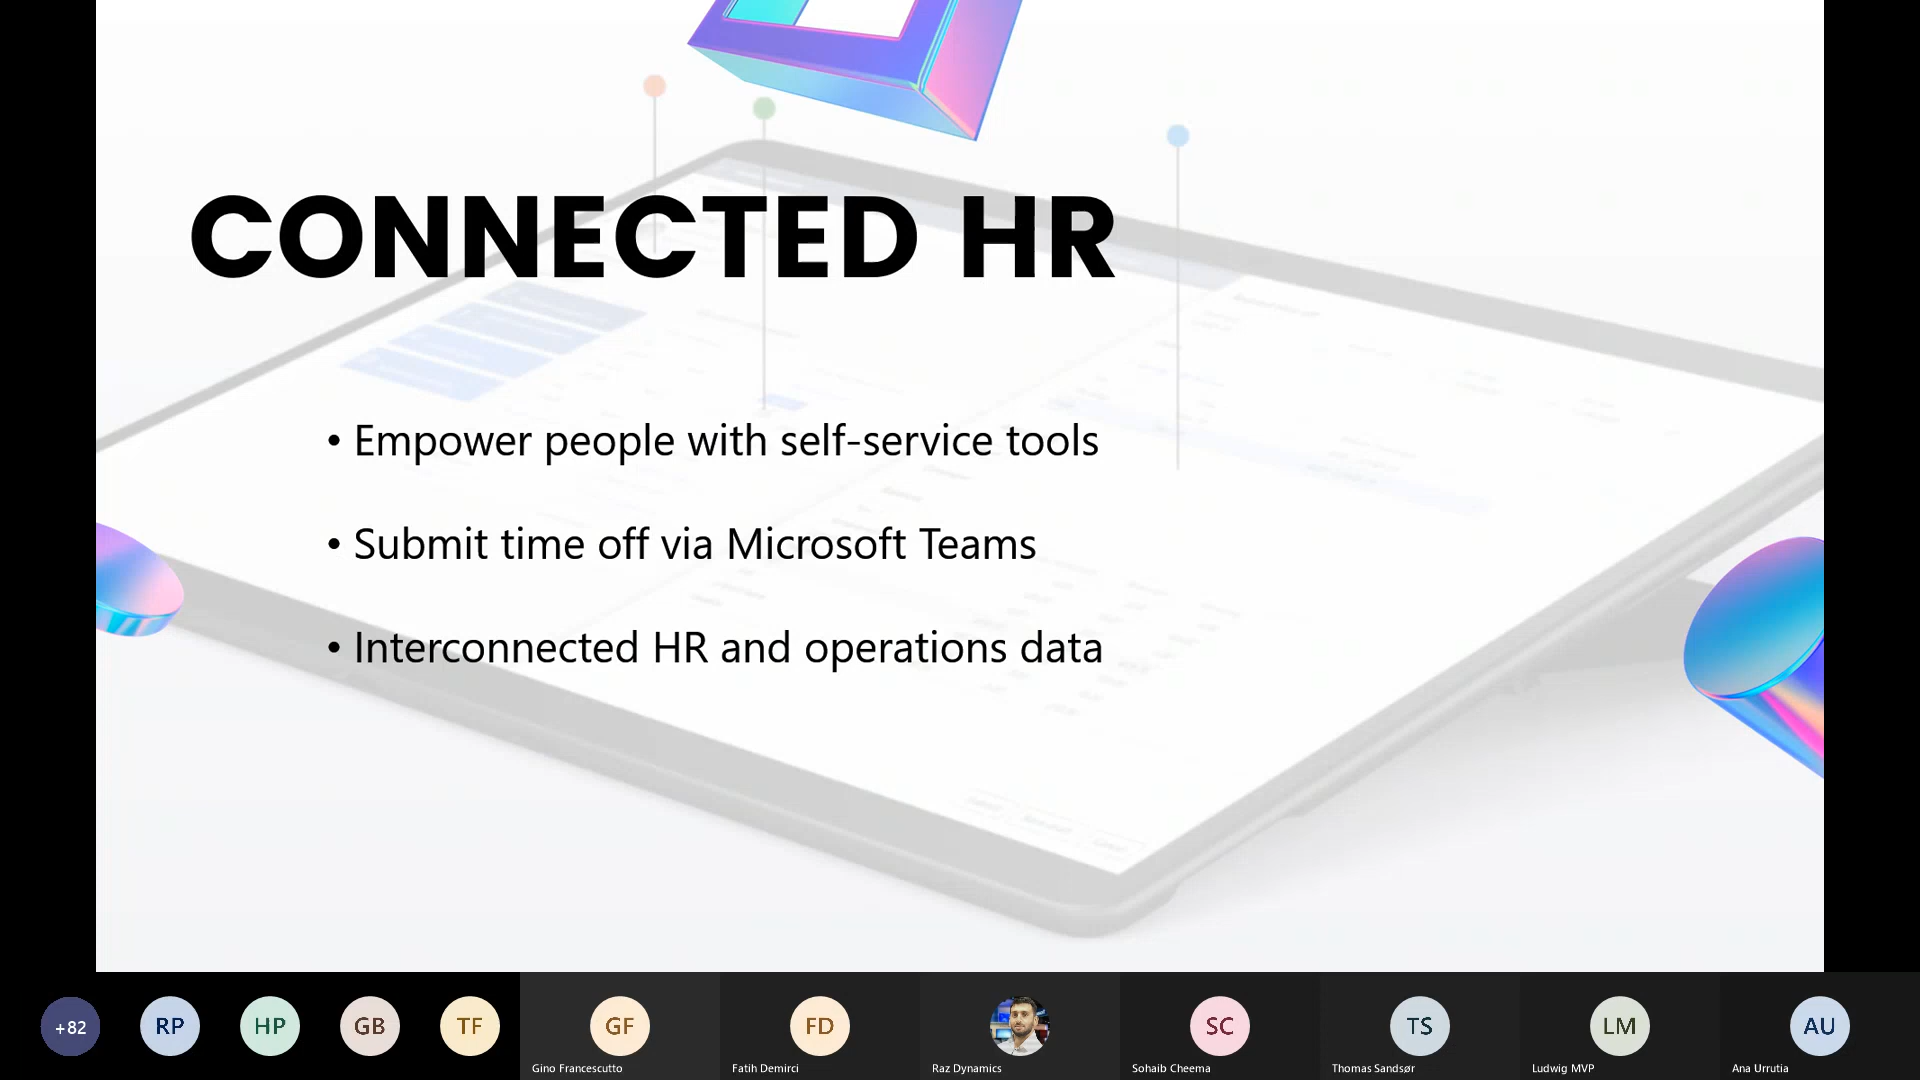 CONNECTED HR
• Empower people with self-service tools
• Submit time off via Microsoft Teams
• Interconnected HR and operations data
+82
RP
HP
GB
TF
GF
FD
SC
TS
LM
AU
Gino Francescutto
Fatih Demirci
Raz Dynamics
Sohaib Cheema
Thomas Sandsør
Ludwig MVP
Ana Urrutia